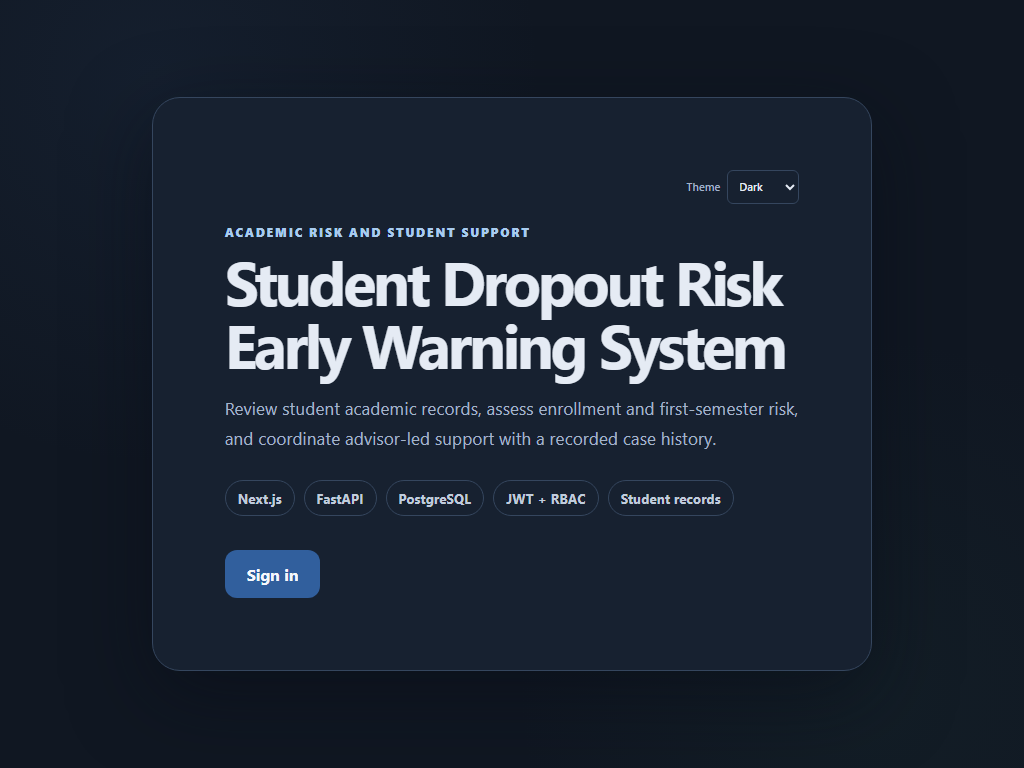 Theme Dark
ACADEMIC RISK AND STUDENT SUPPORT
Student Dropout Risk
Early Warning System
Review student academic records, assess enrollment and first-semester risk,
and coordinate advisor-led support with a recorded case history.
Next.js FastAPI PostgreSQL JWT + RBAC Student records
Sign in